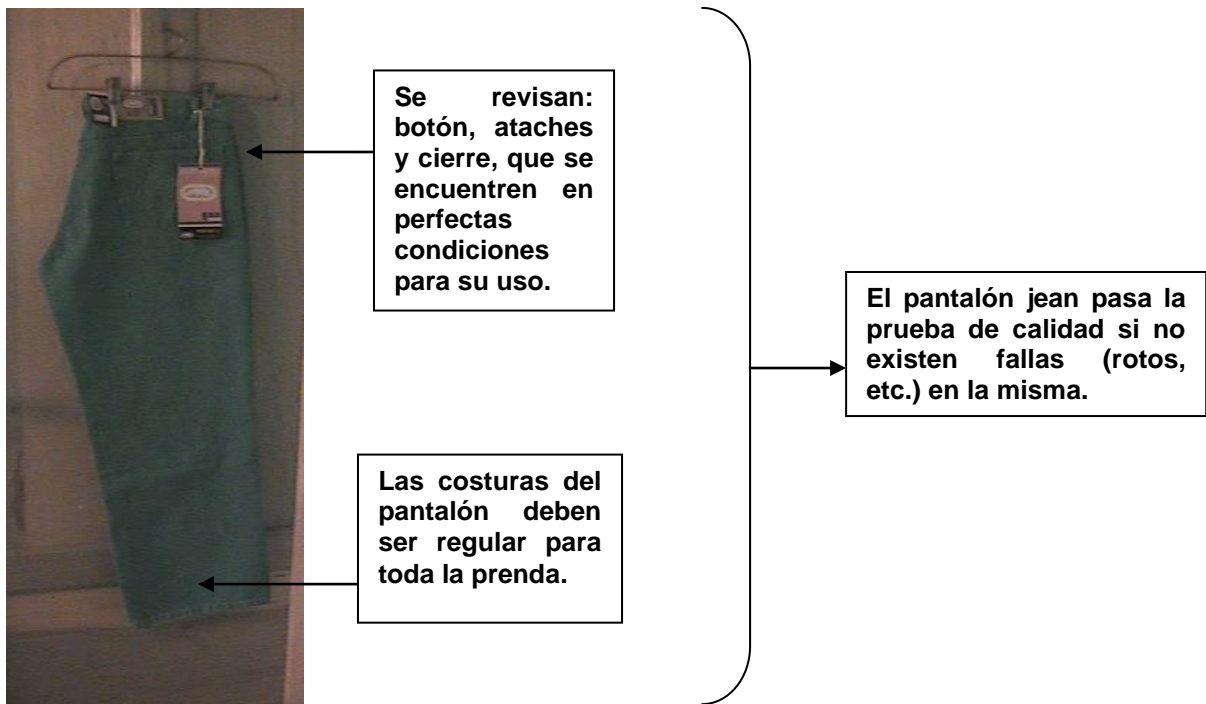 Se revisan:
botón, ataches
y cierre, que se
encuentren en
perfectas
condiciones
para su uso.
El pantalón jean pasa la
prueba de calidad si no
existen fallas (rotos,
etc.) en la misma.
Las costuras del
pantalón deben
ser regular para
toda la prenda.